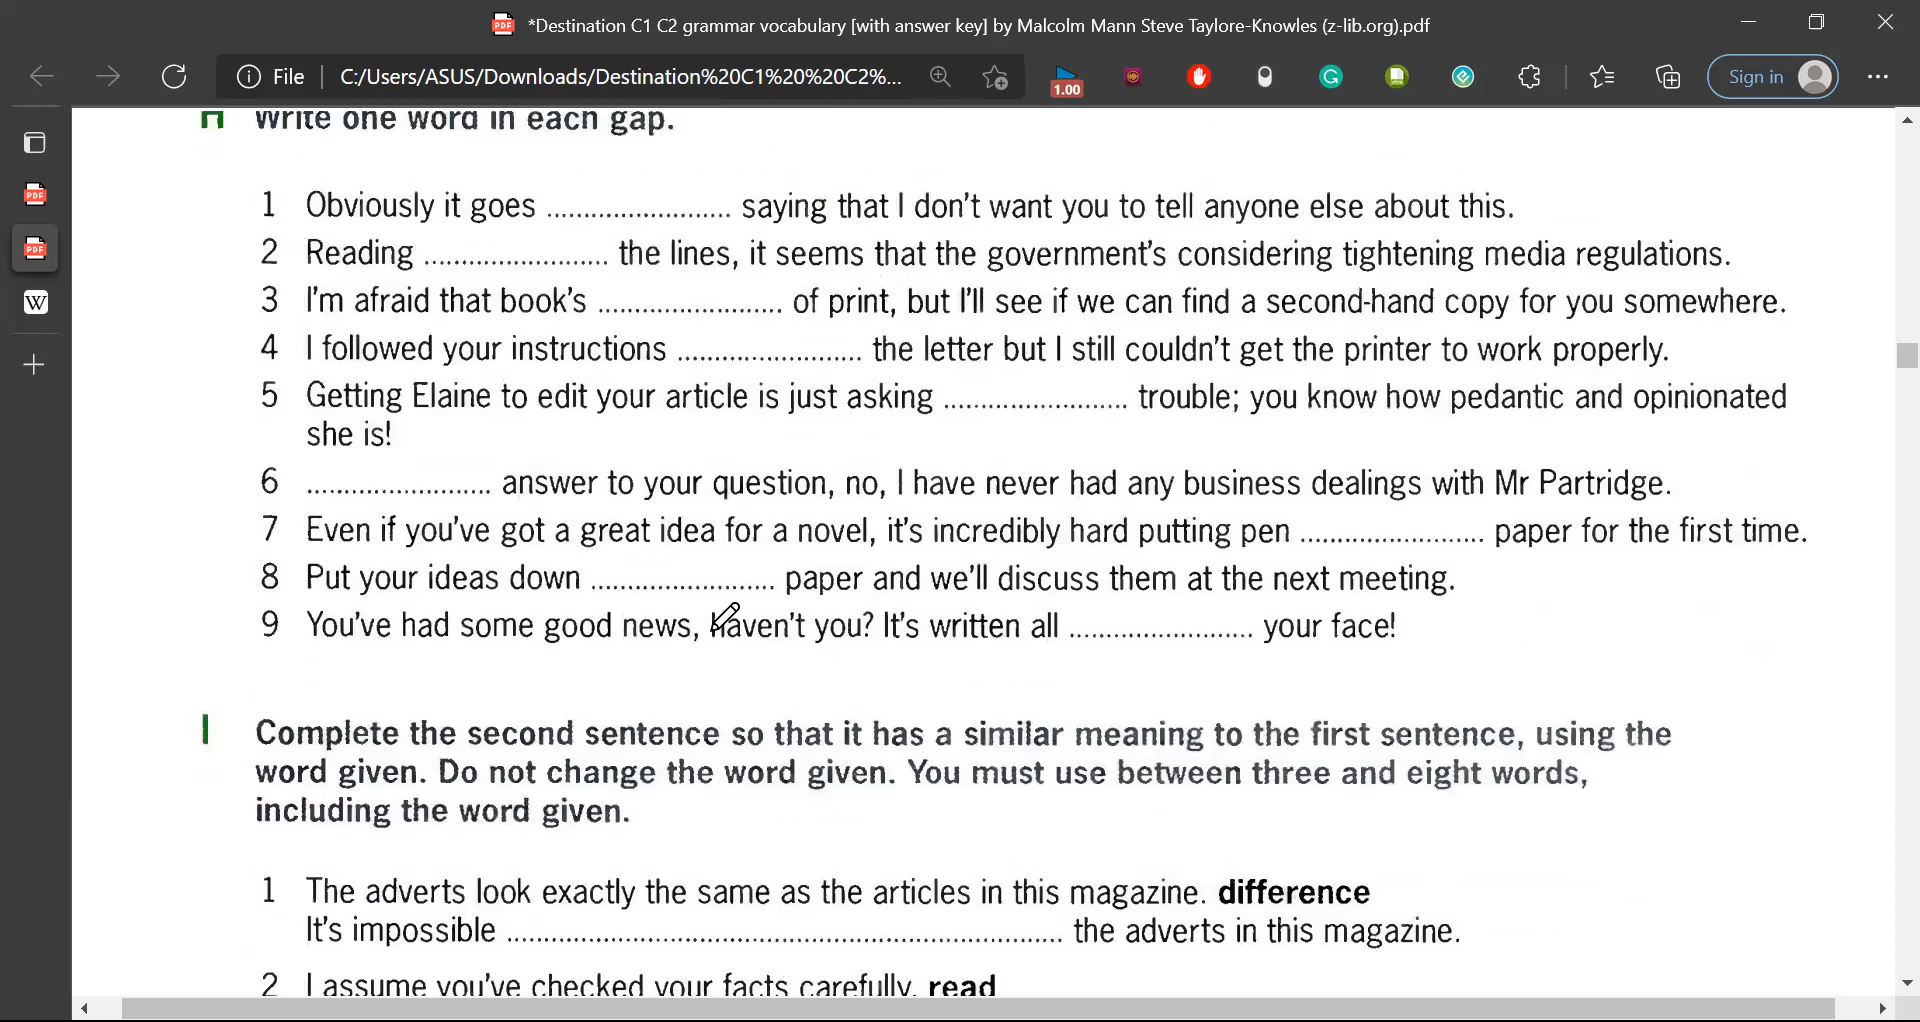 *Destination C1 C2 grammar vocabulary [with answer key] by Malcolm Mann Steve Taylore-Knowles (z-lib.org).pdf
File C:/Users/ASUS/Downloads/Destination%20C1%20%20C2%... 1.00 Sign in
Write one word in each gap.
1 Obviously it goes ........................ saying that I don't want you to tell anyone else about this.
2 Reading ........................ the lines, it seems that the government's considering tightening media regulations.
3 I'm afraid that book's ........................ of print, but I'll see if we can find a second-hand copy for you somewhere.
4 I followed your instructions ........................ the letter but I still couldn't get the printer to work properly.
5 Getting Elaine to edit your article is just asking ........................ trouble; you know how pedantic and opinionated
she is!
6 ........................ answer to your question, no, I have never had any business dealings with Mr Partridge.
7 Even if you've got a great idea for a novel, it's incredibly hard putting pen ........................ paper for the first time.
8 Put your ideas down ........................ paper and we'll discuss them at the next meeting.
9 You've had some good news, haven't you? It's written all ........................ your face!
I Complete the second sentence so that it has a similar meaning to the first sentence, using the
word given. Do not change the word given. You must use between three and eight words,
including the word given.
1 The adverts look exactly the same as the articles in this magazine. difference
It's impossible ........................................................................ the adverts in this magazine.
2 I assume you've checked your facts carefully. read